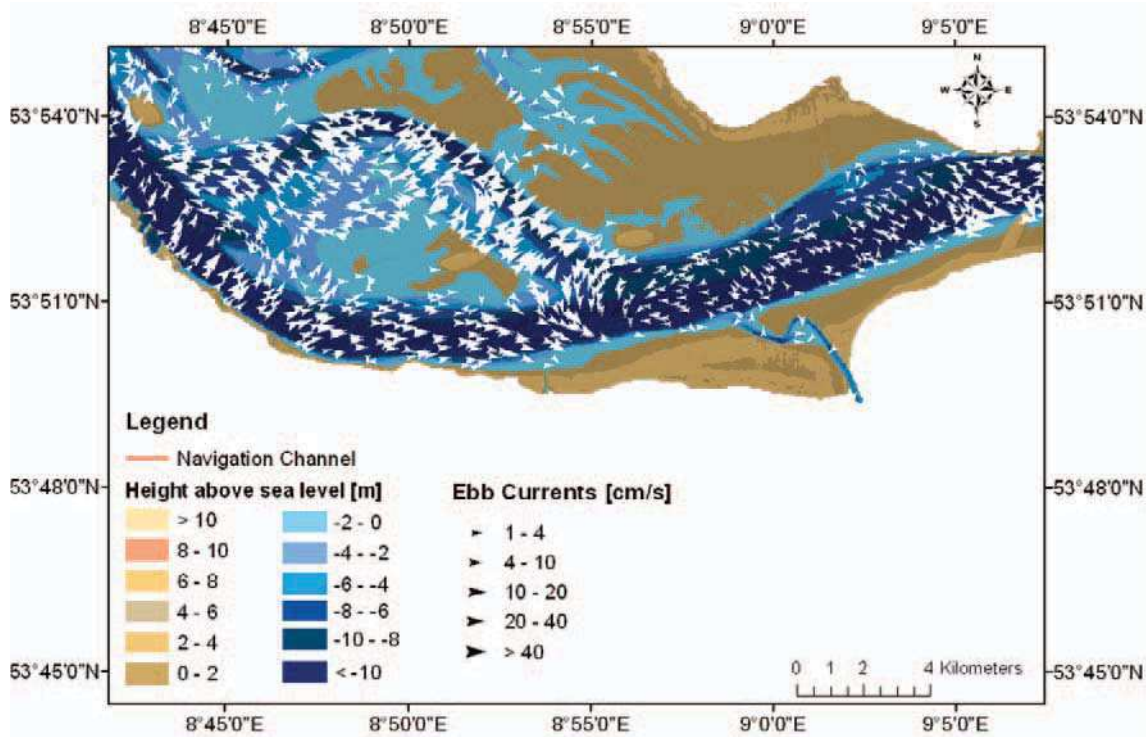 8°45'0"E 8°50'0"E 8°55'0"E 9°0'0"E 9°5'0"E
N
W E
S
53°54'0"N 53°54'0"N
53°51'0"N 53°51'0"N
Legend
Navigation Channel
53°48'0"N 53°48'0"N
Height above sea level [m] Ebb Currents [cm/s]
> 10 -2 - 0
1 - 4
8 - 10 -4 - -2
4 - 10
6 - 8 -6 - -4
10 - 20
4 - 6 -8 - -6
20 - 40
2 - 4 -10 - -8
> 40
0 - 2 < -10
0 1 2 4 Kilometers
53°45'0"N 53°45'0"N
8°45'0"E 8°50'0"E 8°55'0"E 9°0'0"E 9°5'0"E